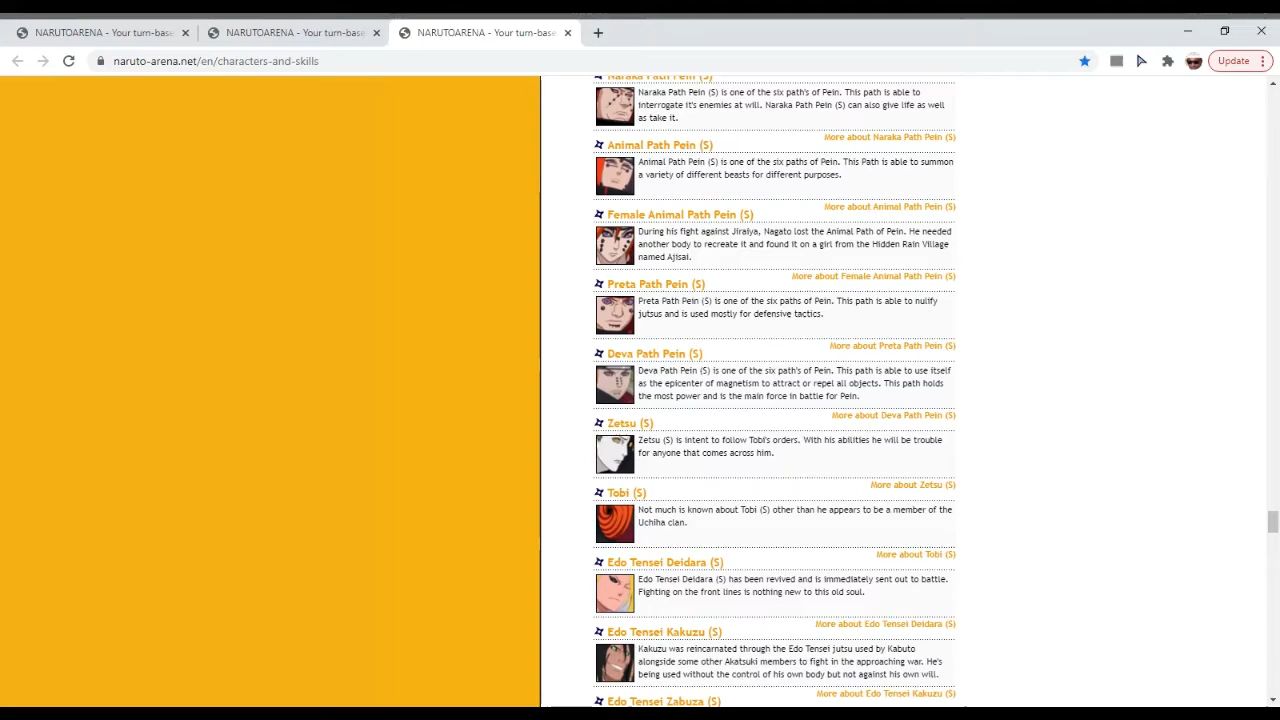 NARUTOARENA - Your turn-base
NARUTOARENA - Your turn-base
NARUTOARENA - Your turn-base
naruto-arena.net/en/characters-and-skills
Update
Naraka Path Pein (S)
Naraka Path Pein (S) is one of the six path's of Pein. This path is able to
interrogate it's enemies at will. Naraka Path Pein (S) can also give life as well
as take it.
More about Naraka Path Pein (S)
Animal Path Pein (S)
Animal Path Pein (S) is one of the six paths of Pein. This Path is able to summon
a variety of different beasts for different purposes.
More about Animal Path Pein (S)
Female Animal Path Pein (S)
During his fight against Jiraiya, Nagato lost the Animal Path of Pein. He needed
another body to recreate it and found it on a girl from the Hidden Rain Village
named Ajisai.
More about Female Animal Path Pein (S)
Preta Path Pein (S)
Preta Path Pein (S) is one of the six paths of Pein. This path is able to nulify
jutsus and is used mostly for defensive tactics.
More about Preta Path Pein (S)
Deva Path Pein (S)
Deva Path Pein (S) is one of the six path's of Pein. This path is able to use itself
as the epicenter of magnetism to attract or repel all objects. This path holds
the most power and is the main force in battle for Pein.
More about Deva Path Pein (S)
Zetsu (S)
Zetsu (S) is intent to follow Tobi's orders. With his abilities he will be trouble
for anyone that comes across him.
More about Zetsu (S)
Tobi (S)
Not much is known about Tobi (S) other than he appears to be a member of the
Uchiha clan.
More about Tobi (S)
Edo Tensei Deidara (S)
Edo Tensei Deidara (S) has been revived and is immediately sent out to battle.
Fighting on the front lines is nothing new to this old soul.
More about Edo Tensei Deidara (S)
Edo Tensei Kakuzu (S)
Kakuzu was reincarnated through the Edo Tensei jutsu used by Kabuto
alongside some other Akatsuki members to fight in the approaching war. He's
being used without the control of his own body but not against his own will.
More about Edo Tensei Kakuzu (S)
Edo Tensei Zabuza (S)